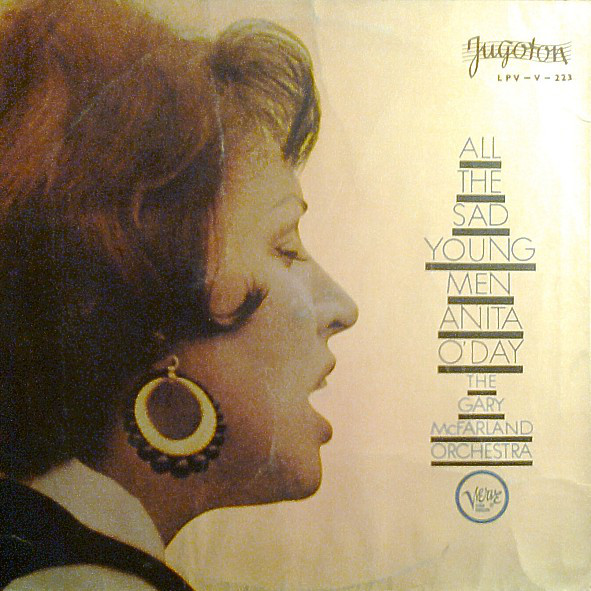 Jugoton
LPV-V-223
ALL
THE
SAD
YOUNG
MEN
ANITA
O'DAY
THE
GARY
McFARLAND
ORCHESTRA
Verve